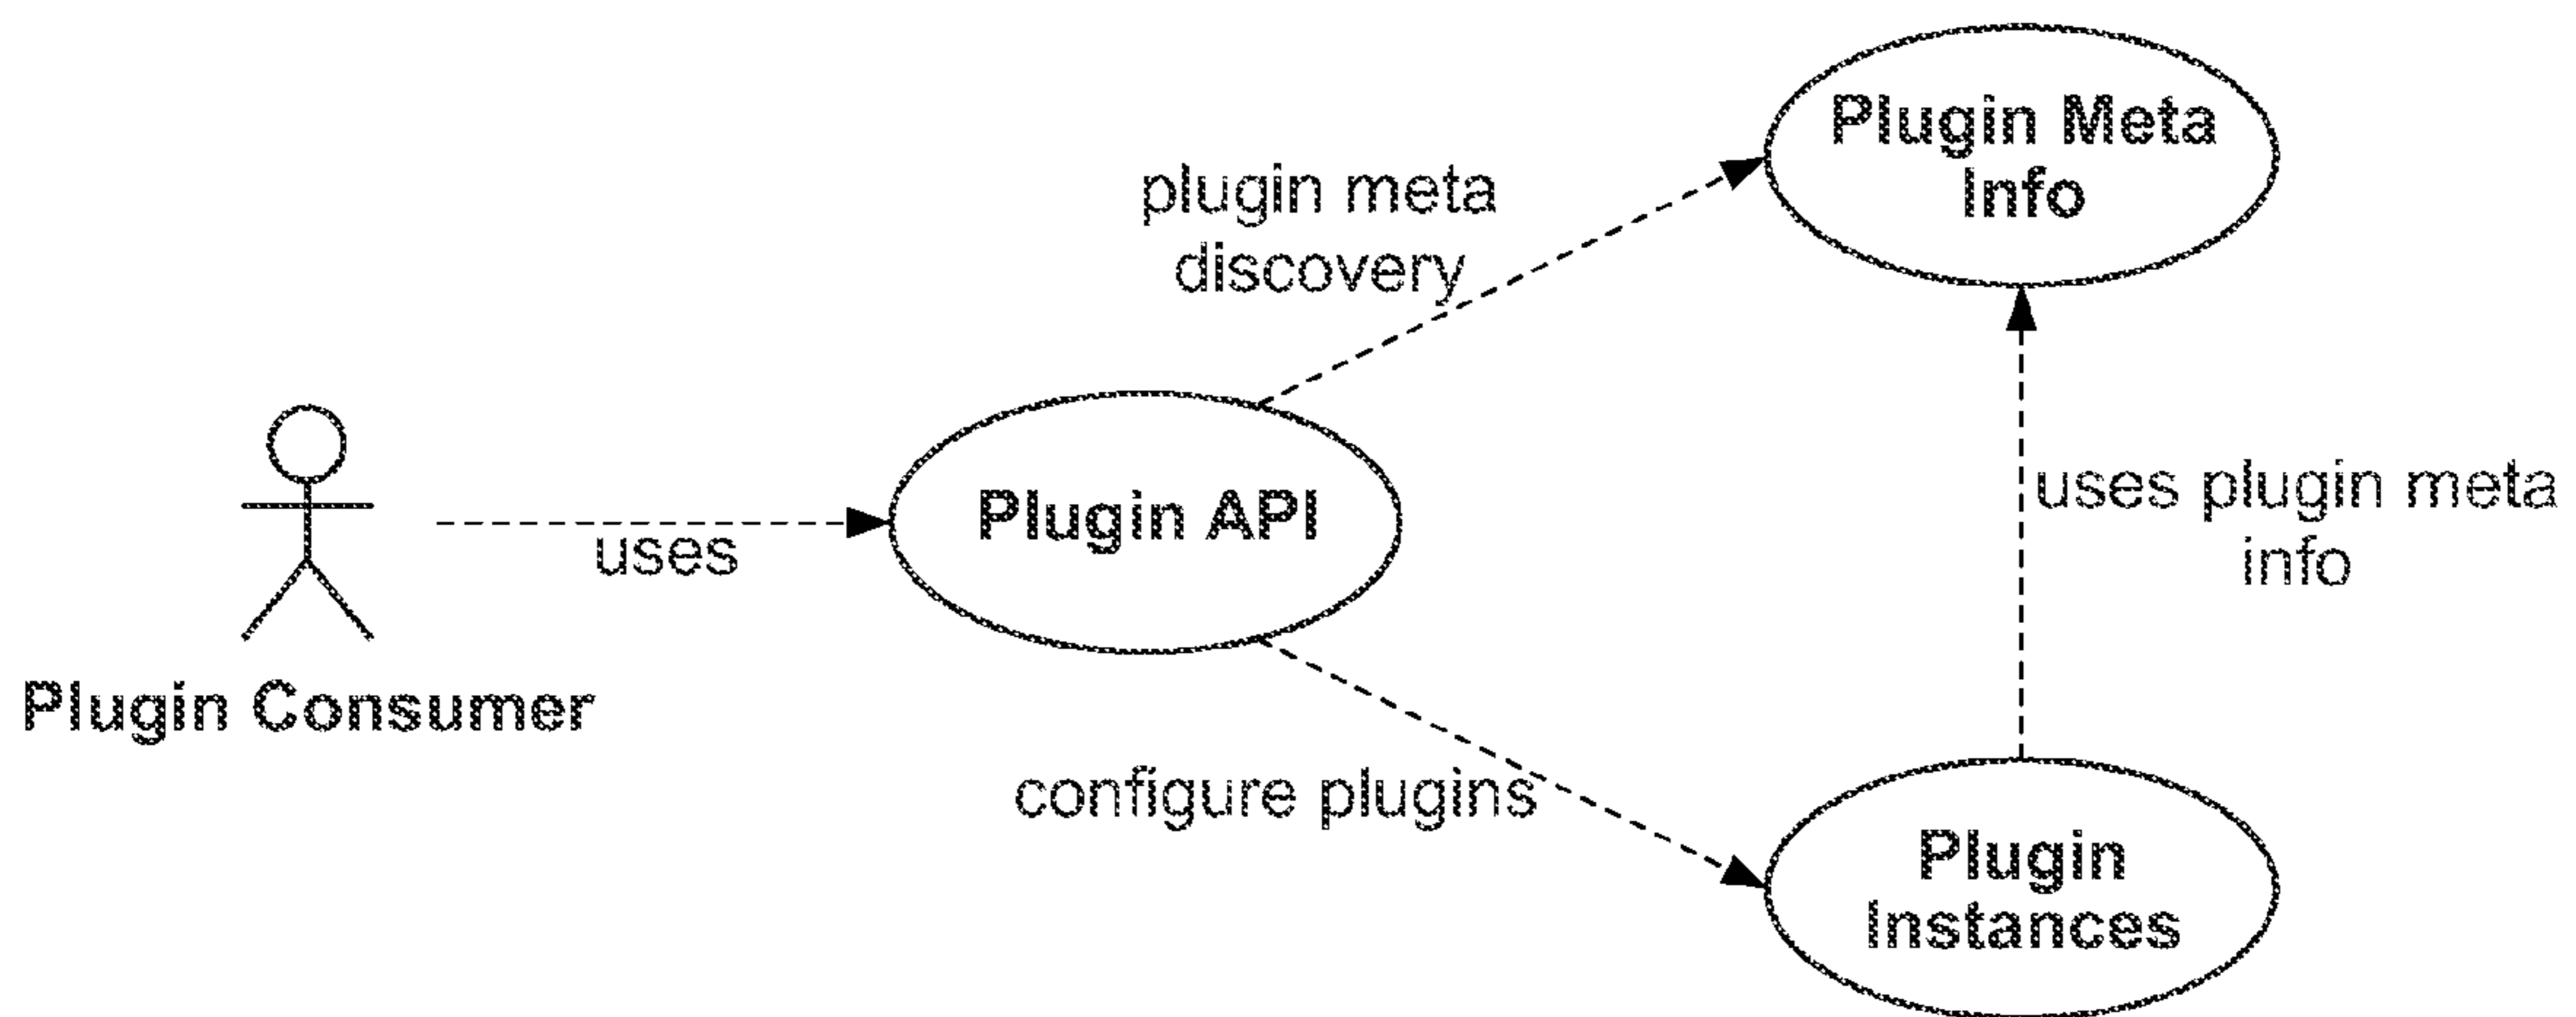 Plugin Meta
Info
plugin meta
discovery
Plugin API
uses
uses plugin meta
info
Plugin Consumer
configure plugins
Plugin
Instances